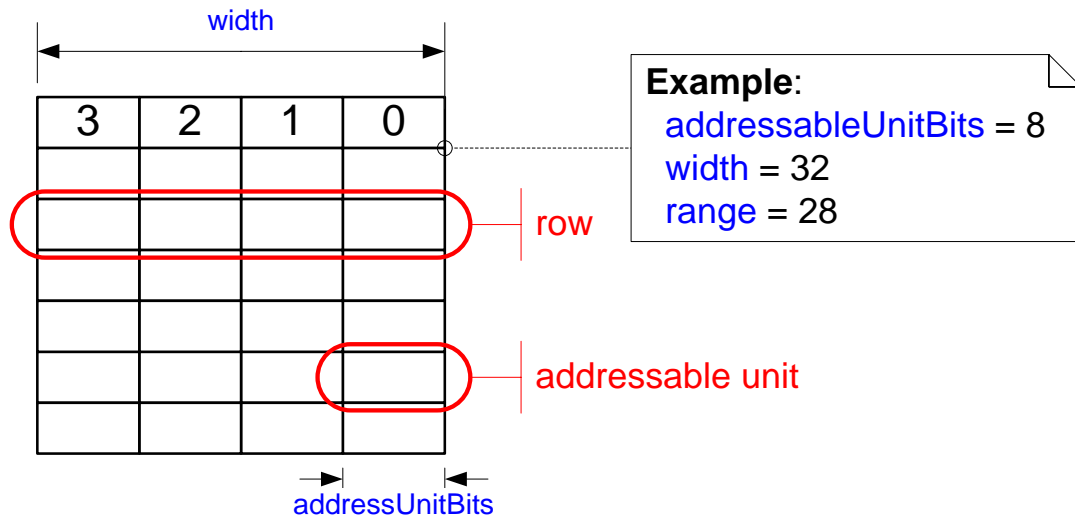 width
3 2 1 0
Example:
addressableUnitBits = 8
width = 32
range = 28
row
addressable unit
addressUnitBits